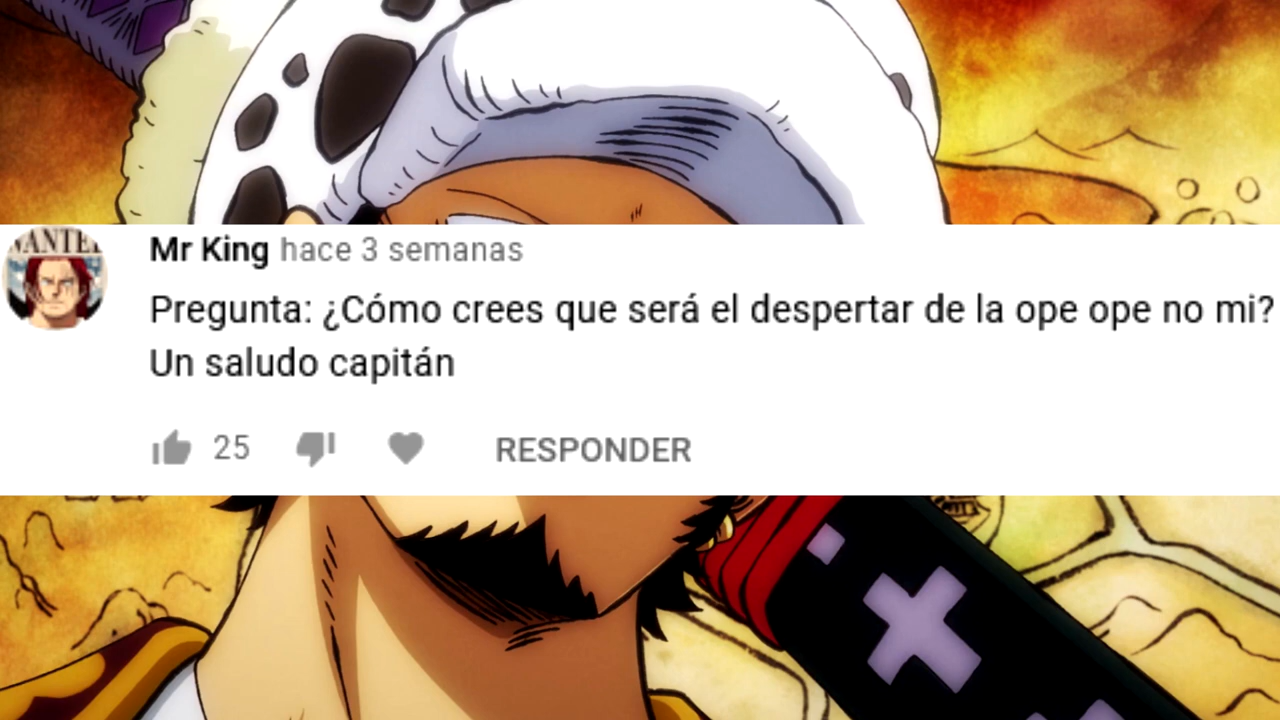 WANTED
Mr King hace 3 semanas
Pregunta: ¿Cómo crees que será el despertar de la ope ope no mi?
Un saludo capitán
25
RESPONDER